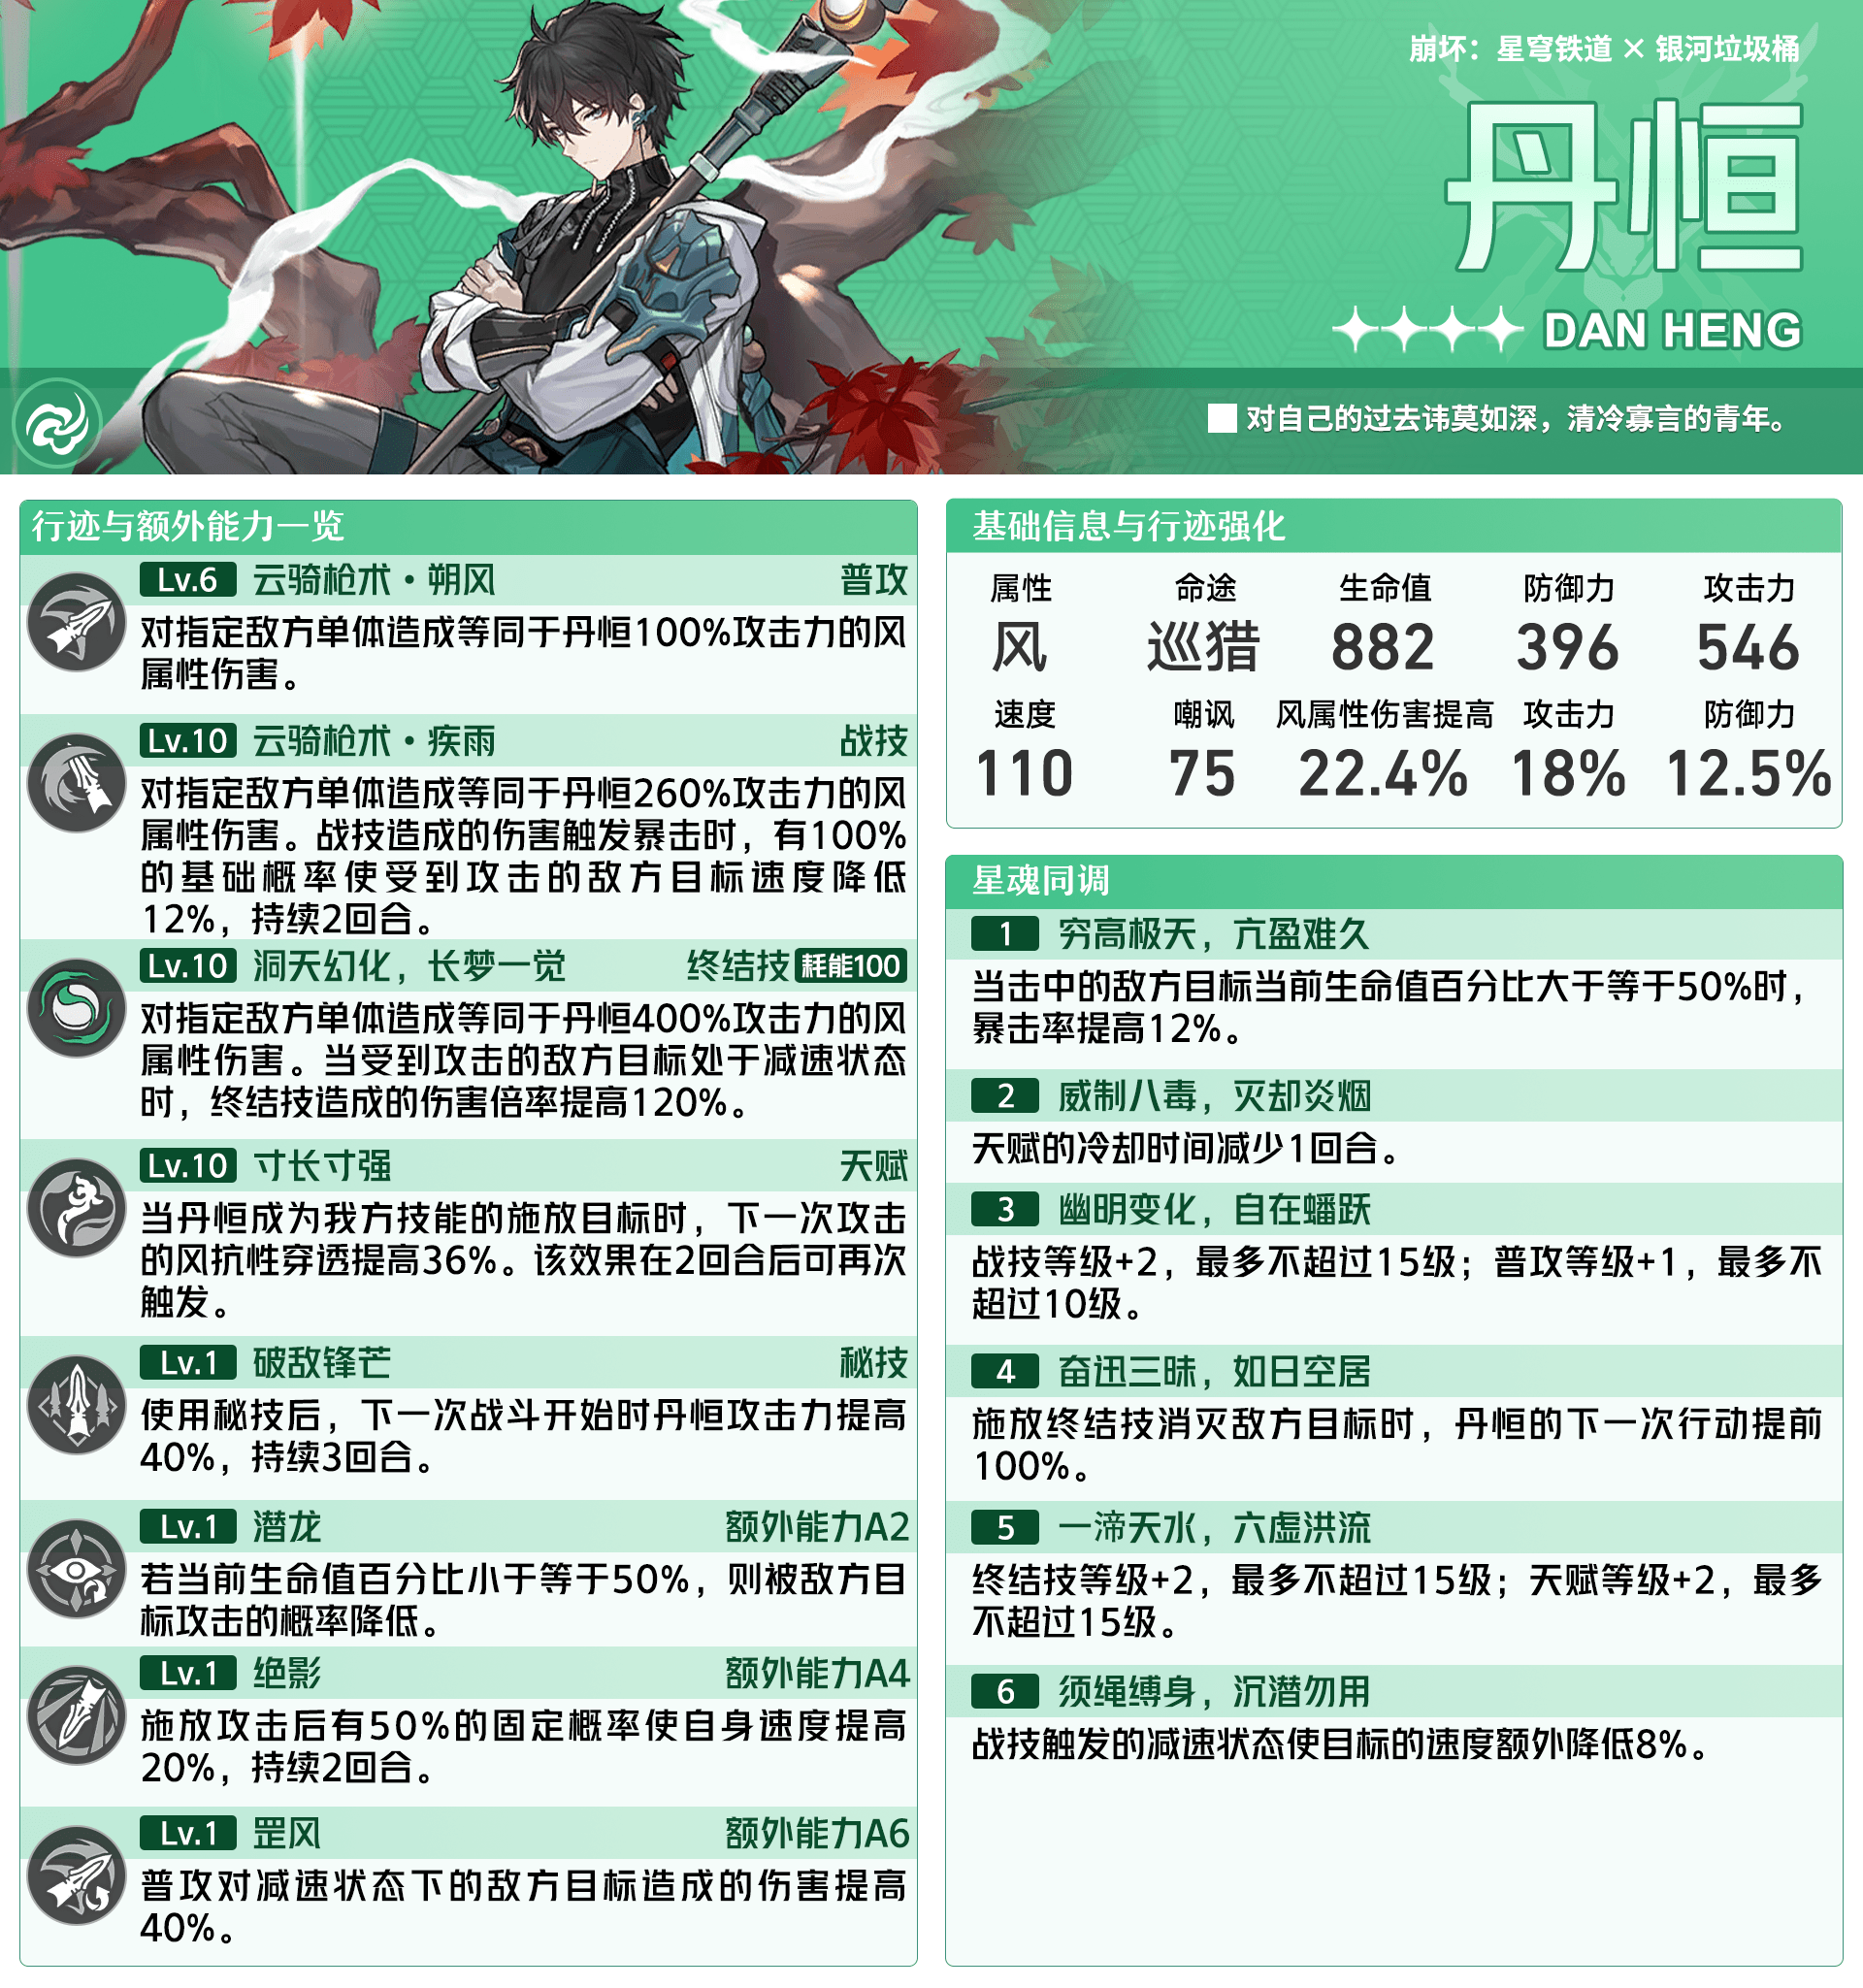 崩坏：星穹铁道 × 银河垃圾桶
丹恒
DAN HENG
对自己的过去讳莫如深，清冷寡言的青年。
行迹与额外能力一览
Lv.6 云骑枪术·朔风 普攻
对指定敌方单体造成等同于丹恒100%攻击力的风
属性伤害。
Lv.10 云骑枪术·疾雨 战技
对指定敌方单体造成等同于丹恒260%攻击力的风
属性伤害。战技造成的伤害触发暴击时，有100%
的基础概率使受到攻击的敌方目标速度降低
12%，持续2回合。
Lv.10 洞天幻化，长梦一觉 终结技 耗能100
对指定敌方单体造成等同于丹恒400%攻击力的风
属性伤害。当受到攻击的敌方目标处于减速状态
时，终结技造成的伤害倍率提高120%。
Lv.10 寸长寸强 天赋
当丹恒成为我方技能的施放目标时，下一次攻击
的风抗性穿透提高36%。该效果在2回合后可再次
触发。
Lv.1 破敌锋芒 秘技
使用秘技后，下一次战斗开始时丹恒攻击力提高
40%，持续3回合。
Lv.1 潜龙 额外能力A2
若当前生命值百分比小于等于50%，则被敌方目
标攻击的概率降低。
Lv.1 绝影 额外能力A4
施放攻击后有50%的固定概率使自身速度提高
20%，持续2回合。
Lv.1 罡风 额外能力A6
普攻对减速状态下的敌方目标造成的伤害提高
40%。
基础信息与行迹强化
属性 命途 生命值 防御力 攻击力
风 巡猎 882 396 546
速度 嘲讽 风属性伤害提高 攻击力 防御力
110 75 22.4% 18% 12.5%
星魂同调
1 穷高极天，亢盈难久
当击中的敌方目标当前生命值百分比大于等于50%时，
暴击率提高12%。
2 威制八毒，灭却炎烟
天赋的冷却时间减少1回合。
3 幽明变化，自在蟠跃
战技等级+2，最多不超过15级；普攻等级+1，最多不
超过10级。
4 奋迅三昧，如日空居
施放终结技消灭敌方目标时，丹恒的下一次行动提前
100%。
5 一渧天水，六虚洪流
终结技等级+2，最多不超过15级；天赋等级+2，最多
不超过15级。
6 须绳缚身，沉潜勿用
战技触发的减速状态使目标的速度额外降低8%。